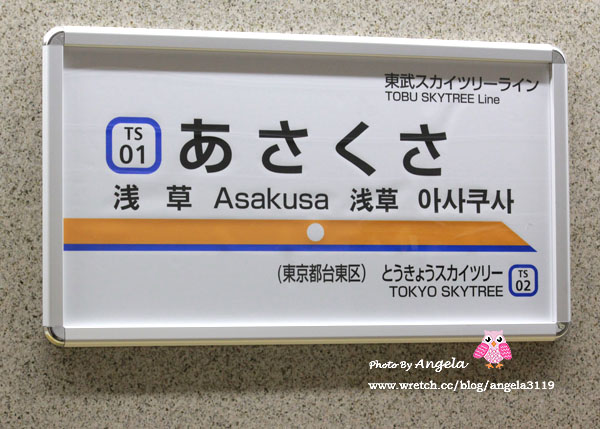 東武スカイツリーライン
TOBU SKYTREE Line
TS
01
あさくさ
浅草 Asakusa 浅草 아사쿠사
(東京都台東区)
とうきょうスカイツリー
TOKYO SKYTREE
TS
02
Photo By Angela
www.wretch.cc/blog/angela3119